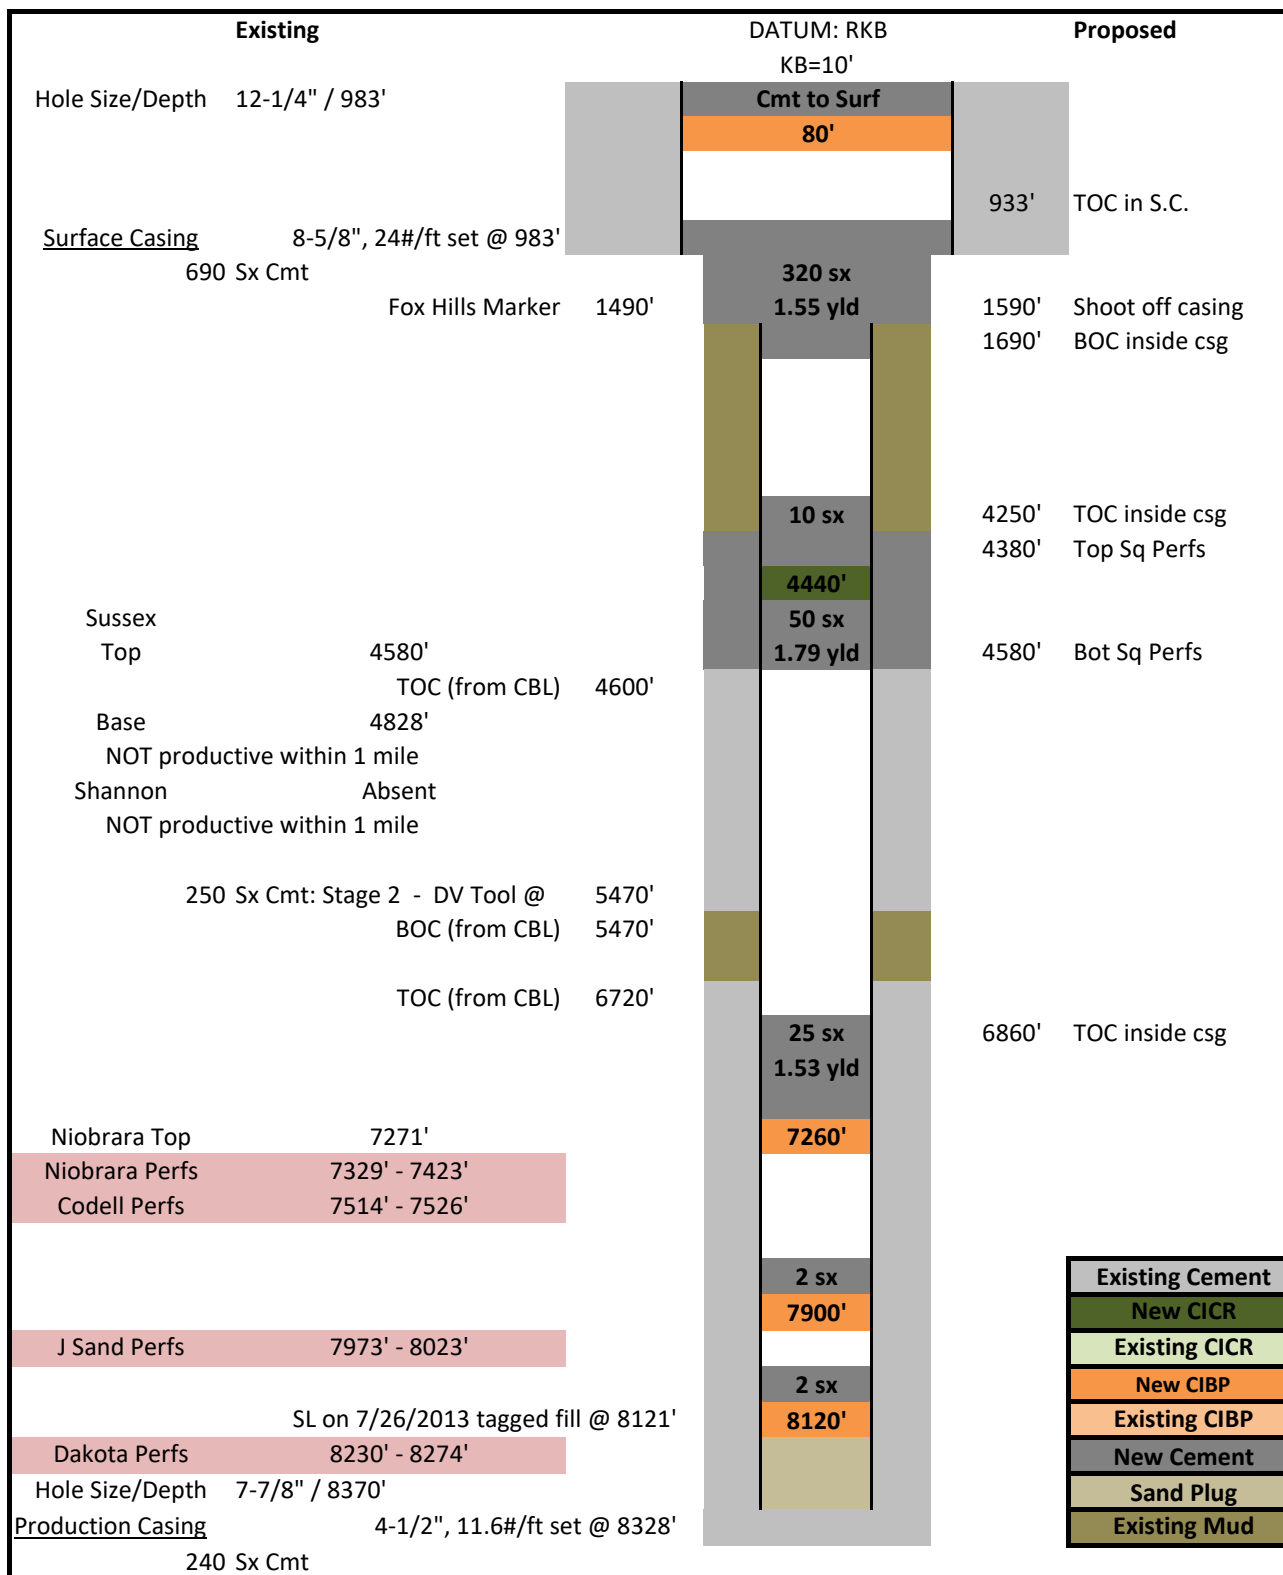 Existing DATUM: RKB Proposed
KB=10'
Hole Size/Depth 12-1/4" / 983' Cmt to Surf
80'
933' TOC in S.C.
Surface Casing 8-5/8", 24#/ft set @ 983'
690 Sx Cmt 320 sx
Fox Hills Marker 1490' 1.55 yld 1590' Shoot off casing
1690' BOC inside csg
10 sx 4250' TOC inside csg
4380' Top Sq Perfs
4440'
Sussex 50 sx
Top 4580' 1.79 yld 4580' Bot Sq Perfs
TOC (from CBL) 4600'
Base 4828'
NOT productive within 1 mile
Shannon Absent
NOT productive within 1 mile
250 Sx Cmt: Stage 2 - DV Tool @ 5470'
BOC (from CBL) 5470'
TOC (from CBL) 6720'
25 sx 6860' TOC inside csg
1.53 yld
Niobrara Top 7271' 7260'
Niobrara Perfs 7329' - 7423'
Codell Perfs 7514' - 7526'
2 sx Existing Cement
7900' New CICR
J Sand Perfs 7973' - 8023' Existing CICR
2 sx New CIBP
SL on 7/26/2013 tagged fill @ 8121' 8120' Existing CIBP
Dakota Perfs 8230' - 8274' New Cement
Hole Size/Depth 7-7/8" / 8370' Sand Plug
Production Casing 4-1/2", 11.6#/ft set @ 8328' Existing Mud
240 Sx Cmt